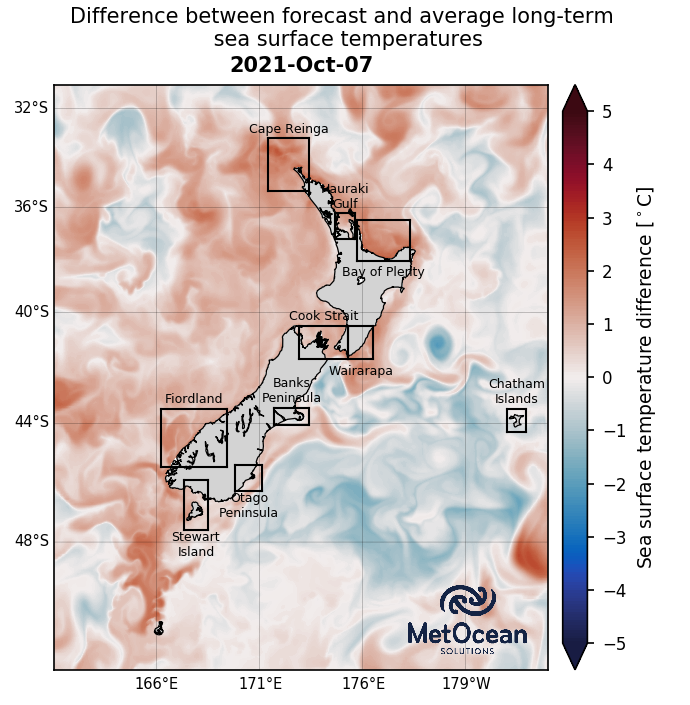 Difference between forecast and average long-term
sea surface temperatures
2021-Oct-07
32°S
36°S
40°S
44°S
48°S
166°E
171°E
176°E
179°W
Cape Reinga
Hauraki
Gulf
Bay of Plenty
Cook Strait
Wairarapa
Banks
Peninsula
Chatham
Islands
Fiordland
Otago
Peninsula
Stewart
Island
MetOcean
SOLUTIONS
5
4
3
2
1
0
−1
−2
−3
−4
−5
Sea surface temperature difference [°C]